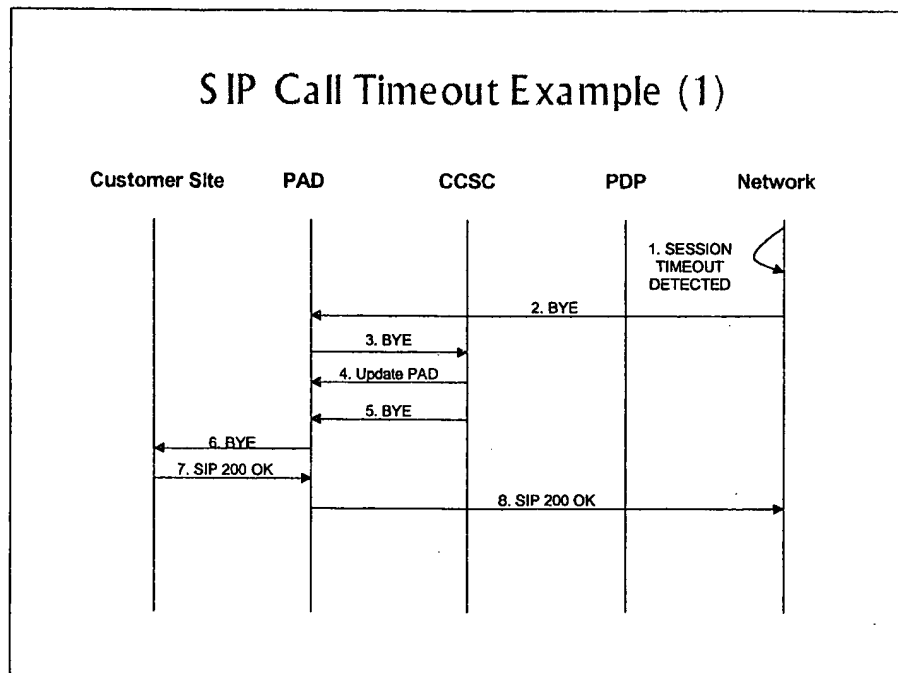 SIP Call Timeout Example (1)
Customer Site PAD CCSC PDP Network
1. SESSION
TIMEOUT
DETECTED
2. BYE
3. BYE
4. Update PAD
5. BYE
6. BYE
7. SIP 200 OK
8. SIP 200 OK